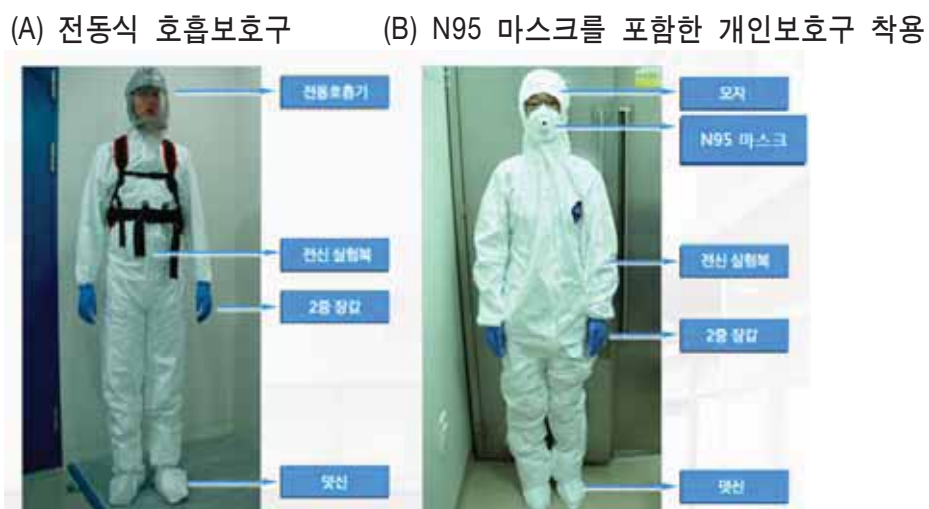 (A) 전동식 호흡보호구
(B) N95 마스크를 포함한 개인보호구 착용
전동호흡기
전신 실험복
2중 장갑
덧신
모자
N95 마스크
전신 실험복
2중 장갑
덧신